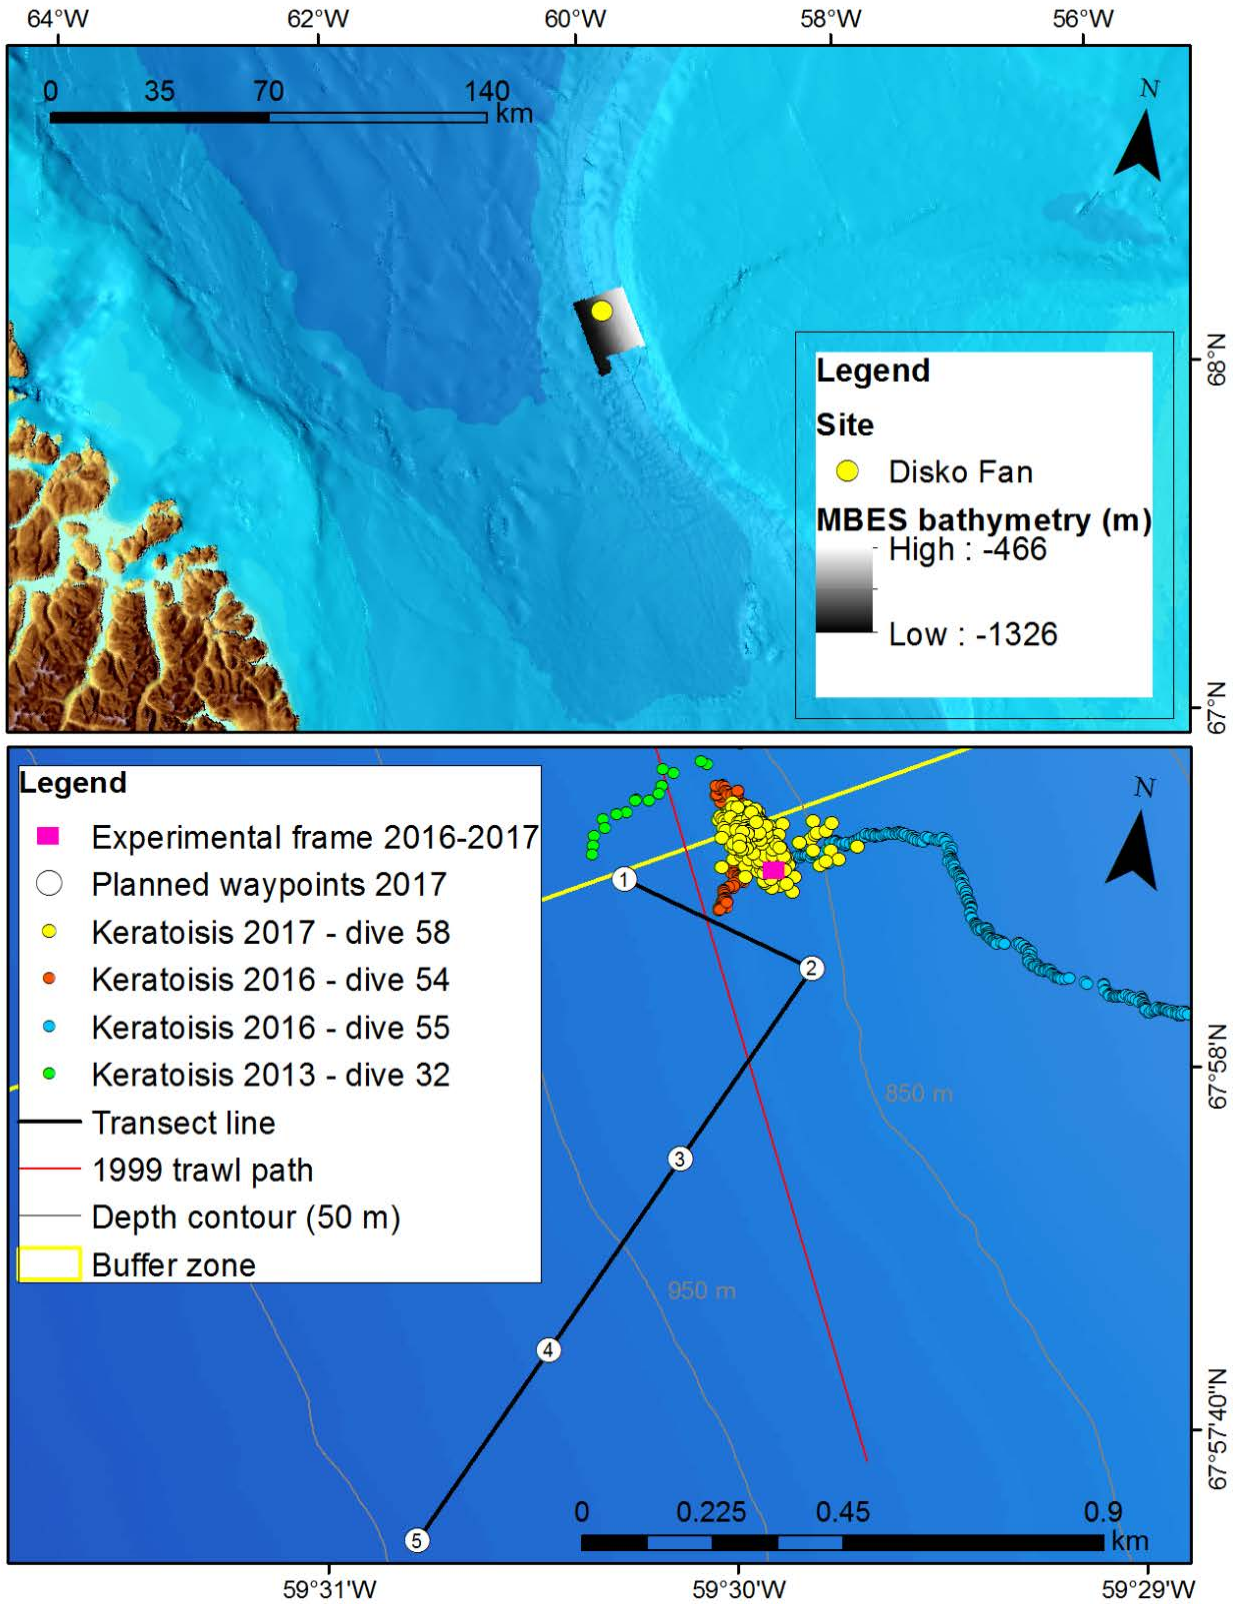 64°W 62°W 60°W 58°W 56°W
0 35 70 140
km
N
68°N
Legend
Site
Disko Fan
MBES bathymetry (m)
High : -466
Low : -1326
67°N
Legend
Experimental frame 2016-2017
Planned waypoints 2017
Keratoisis 2017 - dive 58
Keratoisis 2016 - dive 54
Keratoisis 2016 - dive 55
Keratoisis 2013 - dive 32
Transect line
1999 trawl path
Depth contour (50 m)
Buffer zone
N
1
2
67°58'N
850 m
3
950 m
4
67°57'40"N
0 0.225 0.45 0.9
km
5
59°31'W 59°30'W 59°29'W